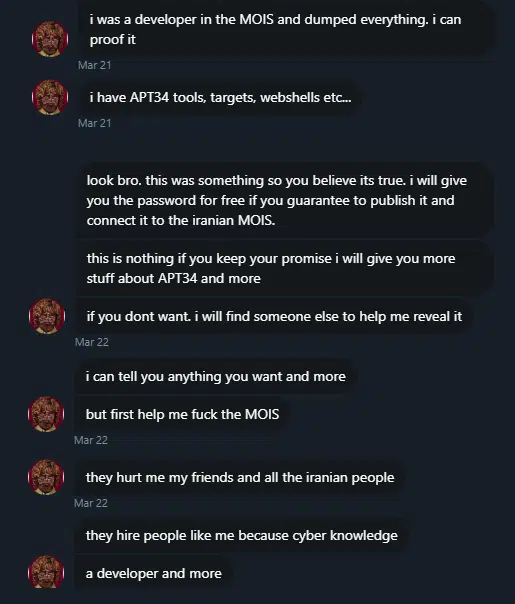 i was a developer in the MOIS and dumped everything. i can
proof it
Mar 21
i have APT34 tools, targets, webshells etc...
Mar 21
look bro. this was something so you believe its true. i will give
you the password for free if you guarantee to publish it and
connect it to the iranian MOIS.
this is nothing if you keep your promise i will give you more
stuff about APT34 and more
if you dont want. i will find someone else to help me reveal it
Mar 22
i can tell you anything you want and more
but first help me fuck the MOIS
Mar 22
they hurt me my friends and all the iranian people
Mar 22
they hire people like me because cyber knowledge
a developer and more